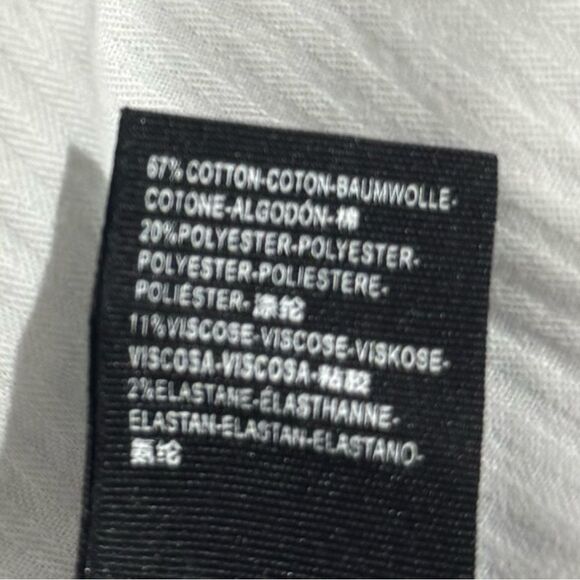 67% COTTON-COTON-BAUMWOLLE-
COTONE-ALGODÓN-棉
20%POLYESTER-POLYESTER-
POLYESTER-POLIESTERE-
POLIÉSTER-涤纶
11%VISCOSE-VISCOSE-VISKOSE-
VISCOSA-VISCOSA-粘胶
2%ELASTANE-ÉLASTHANNE-
ELASTAN-ELASTAN-ELASTANO-
氨纶